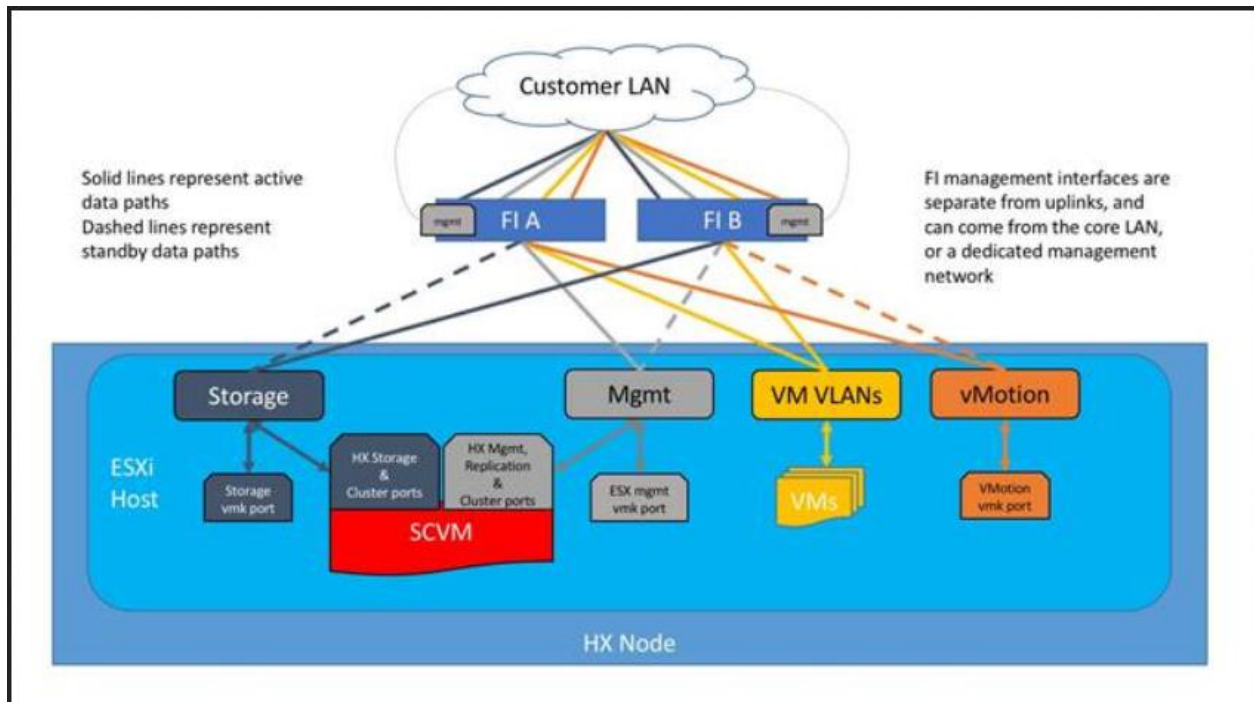 Customer LAN
Solid lines represent active
data paths
Dashed lines represent
standby data paths
FI management interfaces are
separate from uplinks, and
can come from the core LAN,
or a dedicated management
network
mgmt
FI A
FI B
mgmt
Storage
Mgmt
VM VLANs
vMotion
ESXi
Host
Storage
vmk port
HX Storage
&
Cluster ports
HX Mgmt,
Replication
&
Cluster ports
SCVM
ESX mgmt
vmk port
VMs
VMotion
vmk port
HX Node